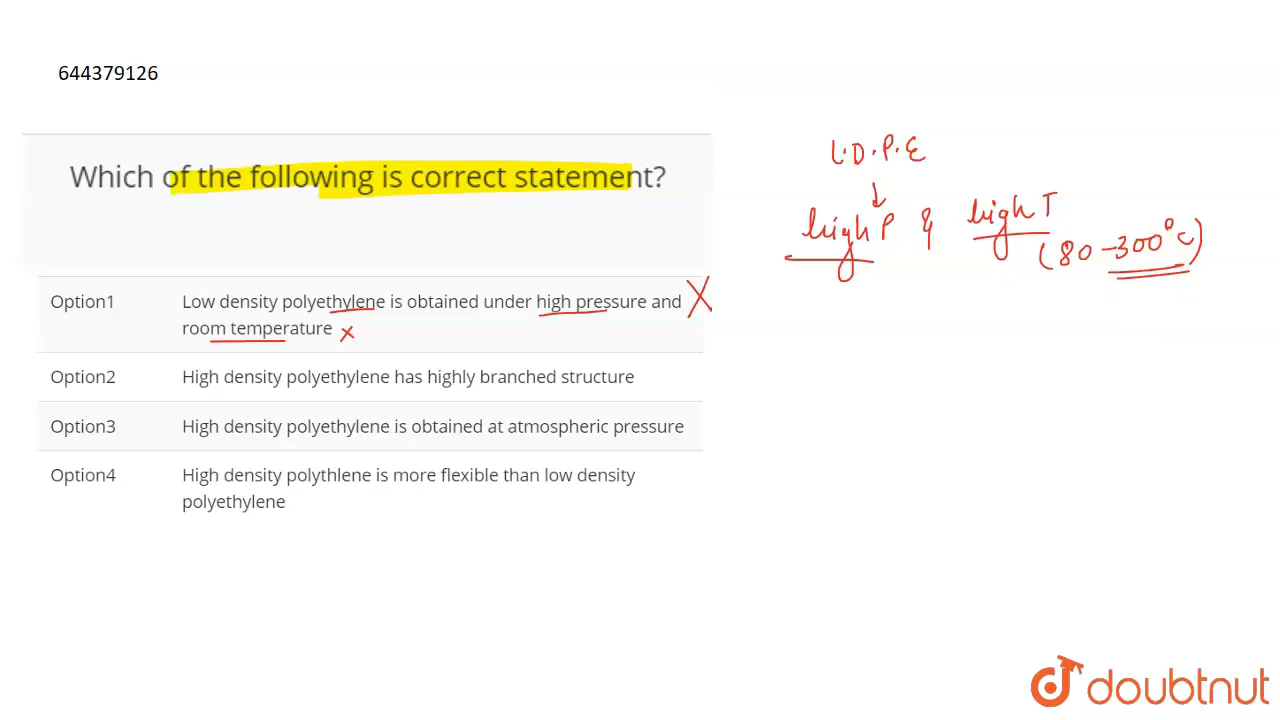 644379126
Which of the following is correct statement?
L.D.P.E
high P & high T
(80-300°C)
Option1 Low density polyethylene is obtained under high pressure and
room temperature
Option2 High density polyethylene has highly branched structure
Option3 High density polyethylene is obtained at atmospheric pressure
Option4 High density polythlene is more flexible than low density
polyethylene
doubtnut